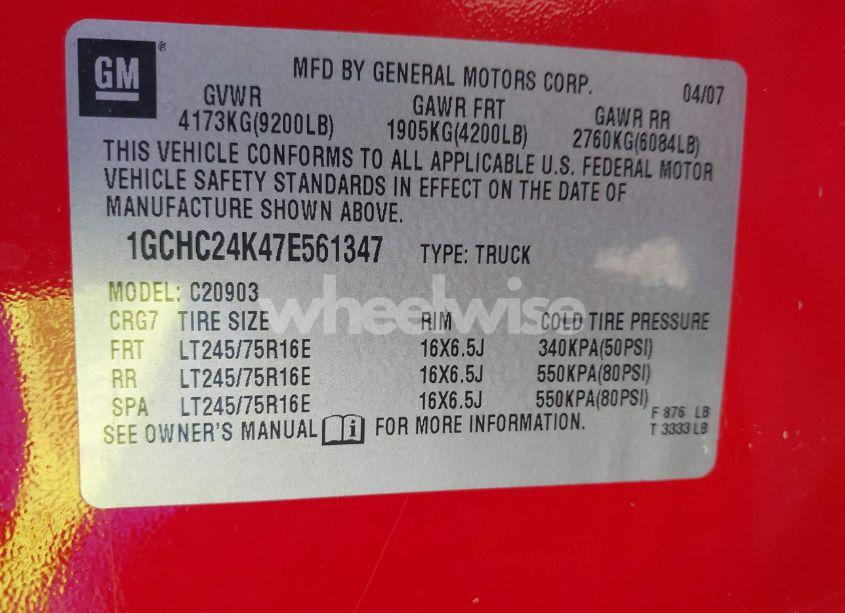 GM
MFD BY GENERAL MOTORS CORP. 04/07
GVWR GAWR FRT GAWR RR
4173KG(9200LB) 1905KG(4200LB) 2760KG(6084LB)
THIS VEHICLE CONFORMS TO ALL APPLICABLE U.S. FEDERAL MOTOR
VEHICLE SAFETY STANDARDS IN EFFECT ON THE DATE OF
MANUFACTURE SHOWN ABOVE.
1GCHC24K47E561347 TYPE: TRUCK
MODEL: C20903
wheelwise
CRG7 TIRE SIZE RIM COLD TIRE PRESSURE
FRT LT245/75R16E 16X6.5J 340KPA(50PSI)
RR LT245/75R16E 16X6.5J 550KPA(80PSI)
SPA LT245/75R16E 16X6.5J 550KPA(80PSI)
F 876 LB
SEE OWNER'S MANUAL i FOR MORE INFORMATION. T 3333 LB